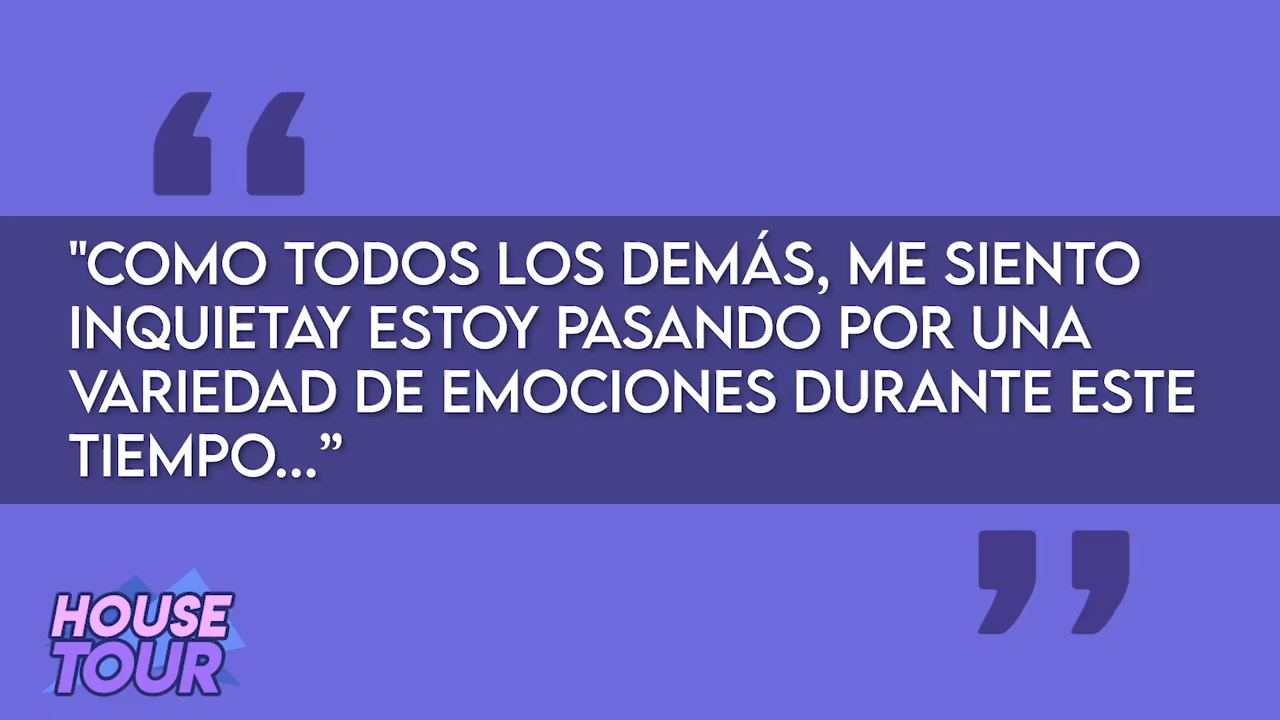 "COMO TODOS LOS DEMÁS, ME SIENTO
INQUIETAY ESTOY PASANDO POR UNA
VARIEDAD DE EMOCIONES DURANTE ESTE
TIEMPO...”
HOUSE
TOUR